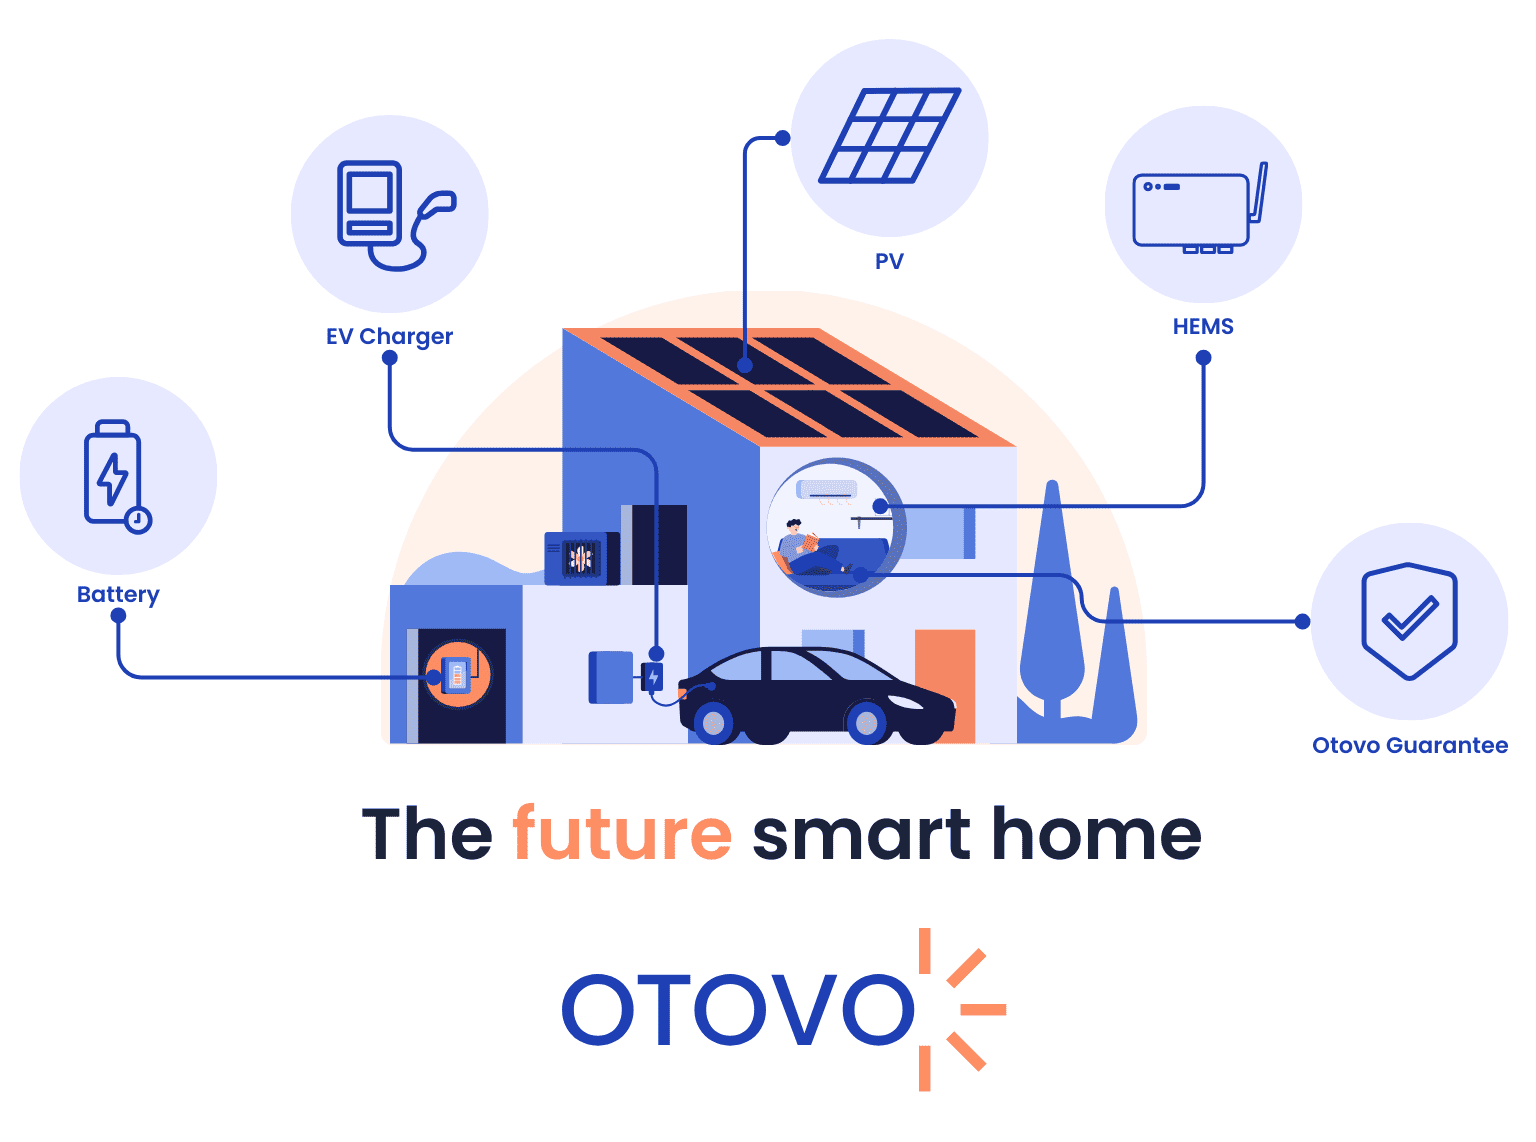 PV
EV Charger
HEMS
Battery
Otovo Guarantee
The future smart home
OTOVO